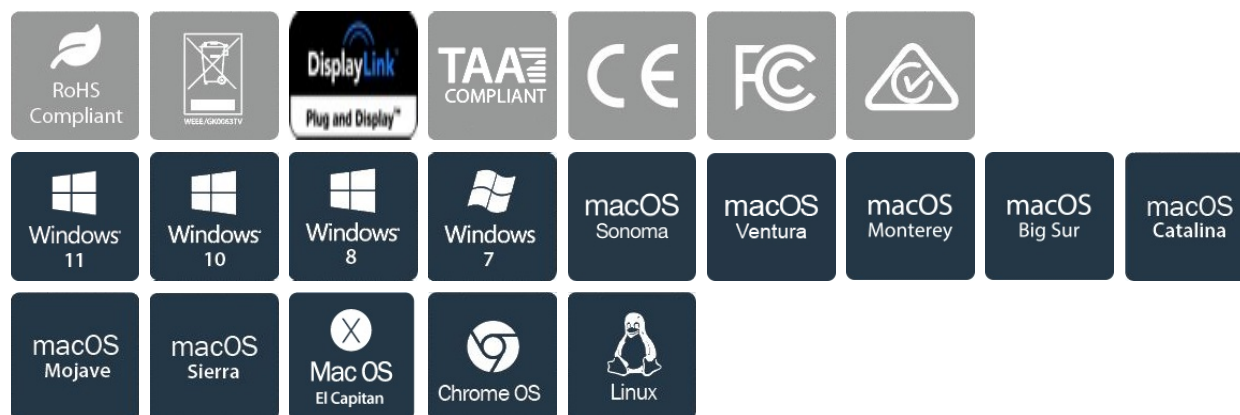 RoHS
Compliant
WEEE/GK0063TV
DisplayLink
Plug and Display™
TAA
COMPLIANT
CE
FC
Windows
11
Windows
10
Windows
8
Windows
7
macOS
Sonoma
macOS
Ventura
macOS
Monterey
macOS
Big Sur
macOS
Catalina
macOS
Mojave
macOS
Sierra
X
Mac OS
El Capitan
Chrome OS
Linux